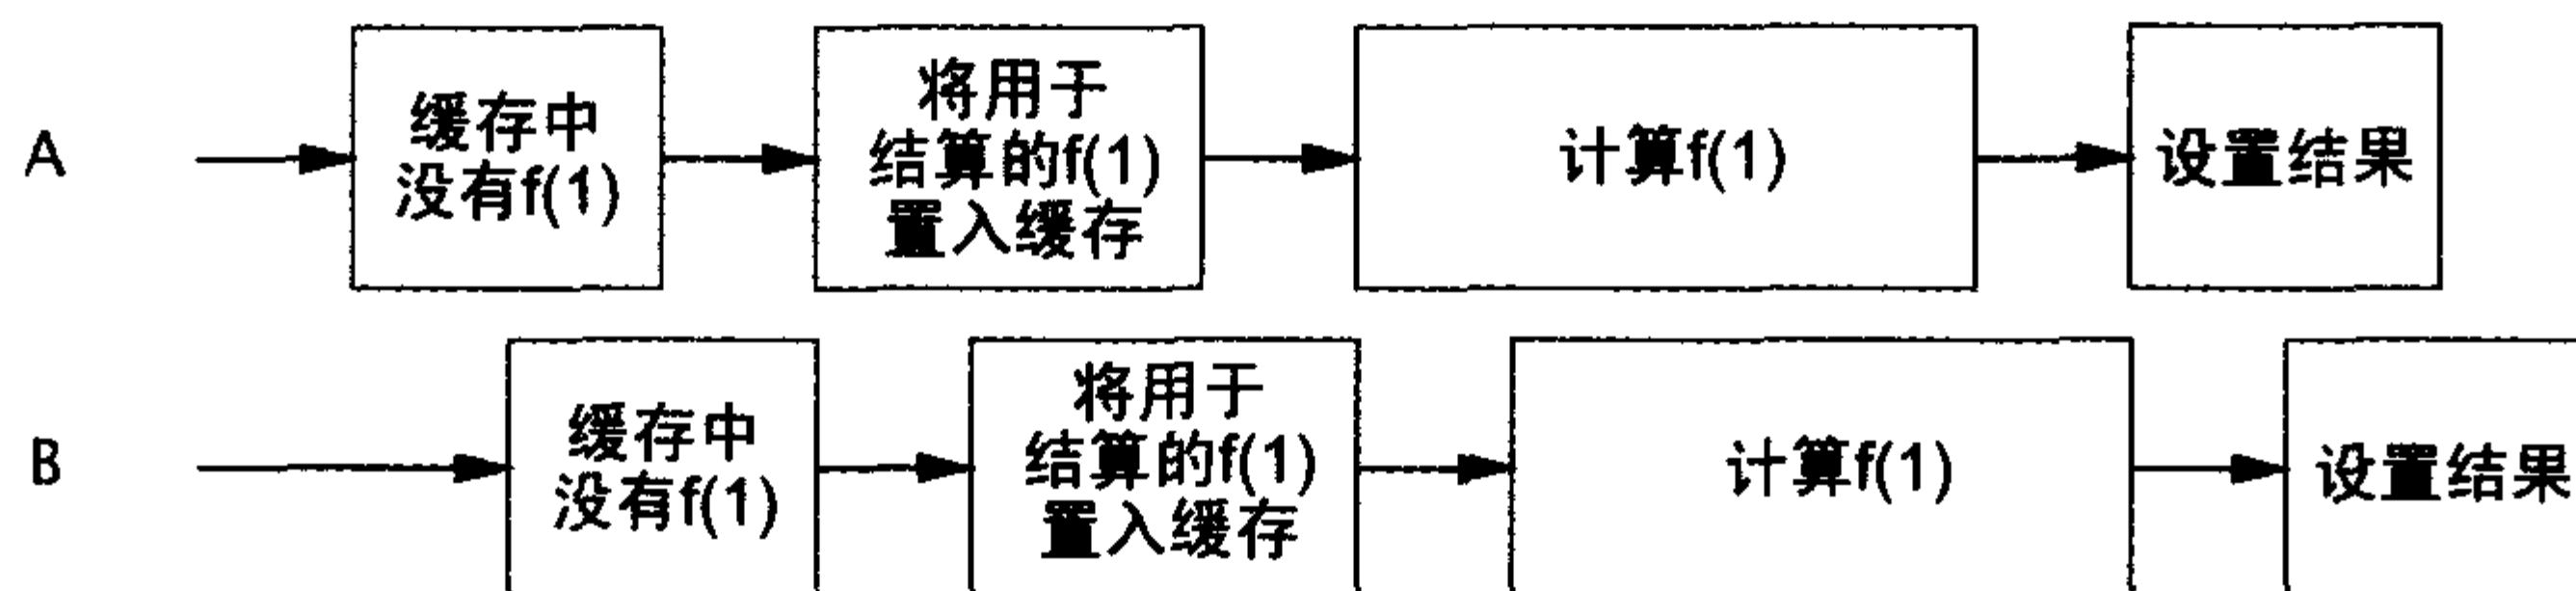 A
缓存中
没有f(1)
将用于
结算的f(1)
置入缓存
计算f(1)
设置结果
B
缓存中
没有f(1)
将用于
结算的f(1)
置入缓存
计算f(1)
设置结果